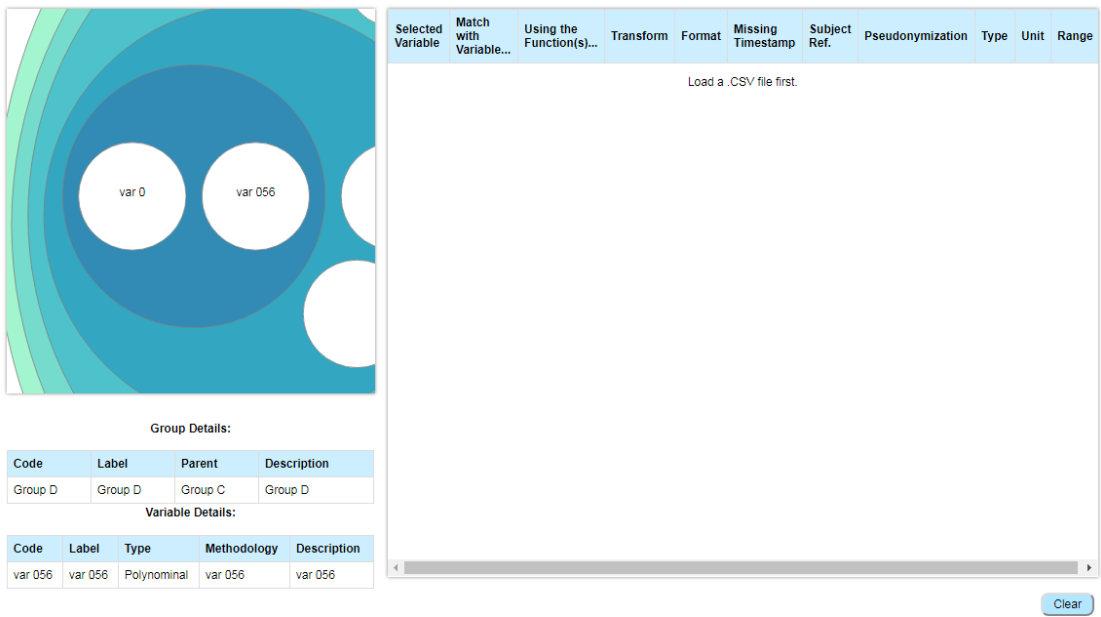 var 0 var 056
Group Details:
Code Label Parent Description
Group D Group D Group C Group D
Variable Details:
Code Label Type Methodology Description
var 056 var 056 Polynominal var 056 var 056
Selected Variable Match with Variable... Using the Function(s)... Transform Format Missing Timestamp Subject Ref. Pseudonymization Type Unit Range
Load a .CSV file first.
Clear